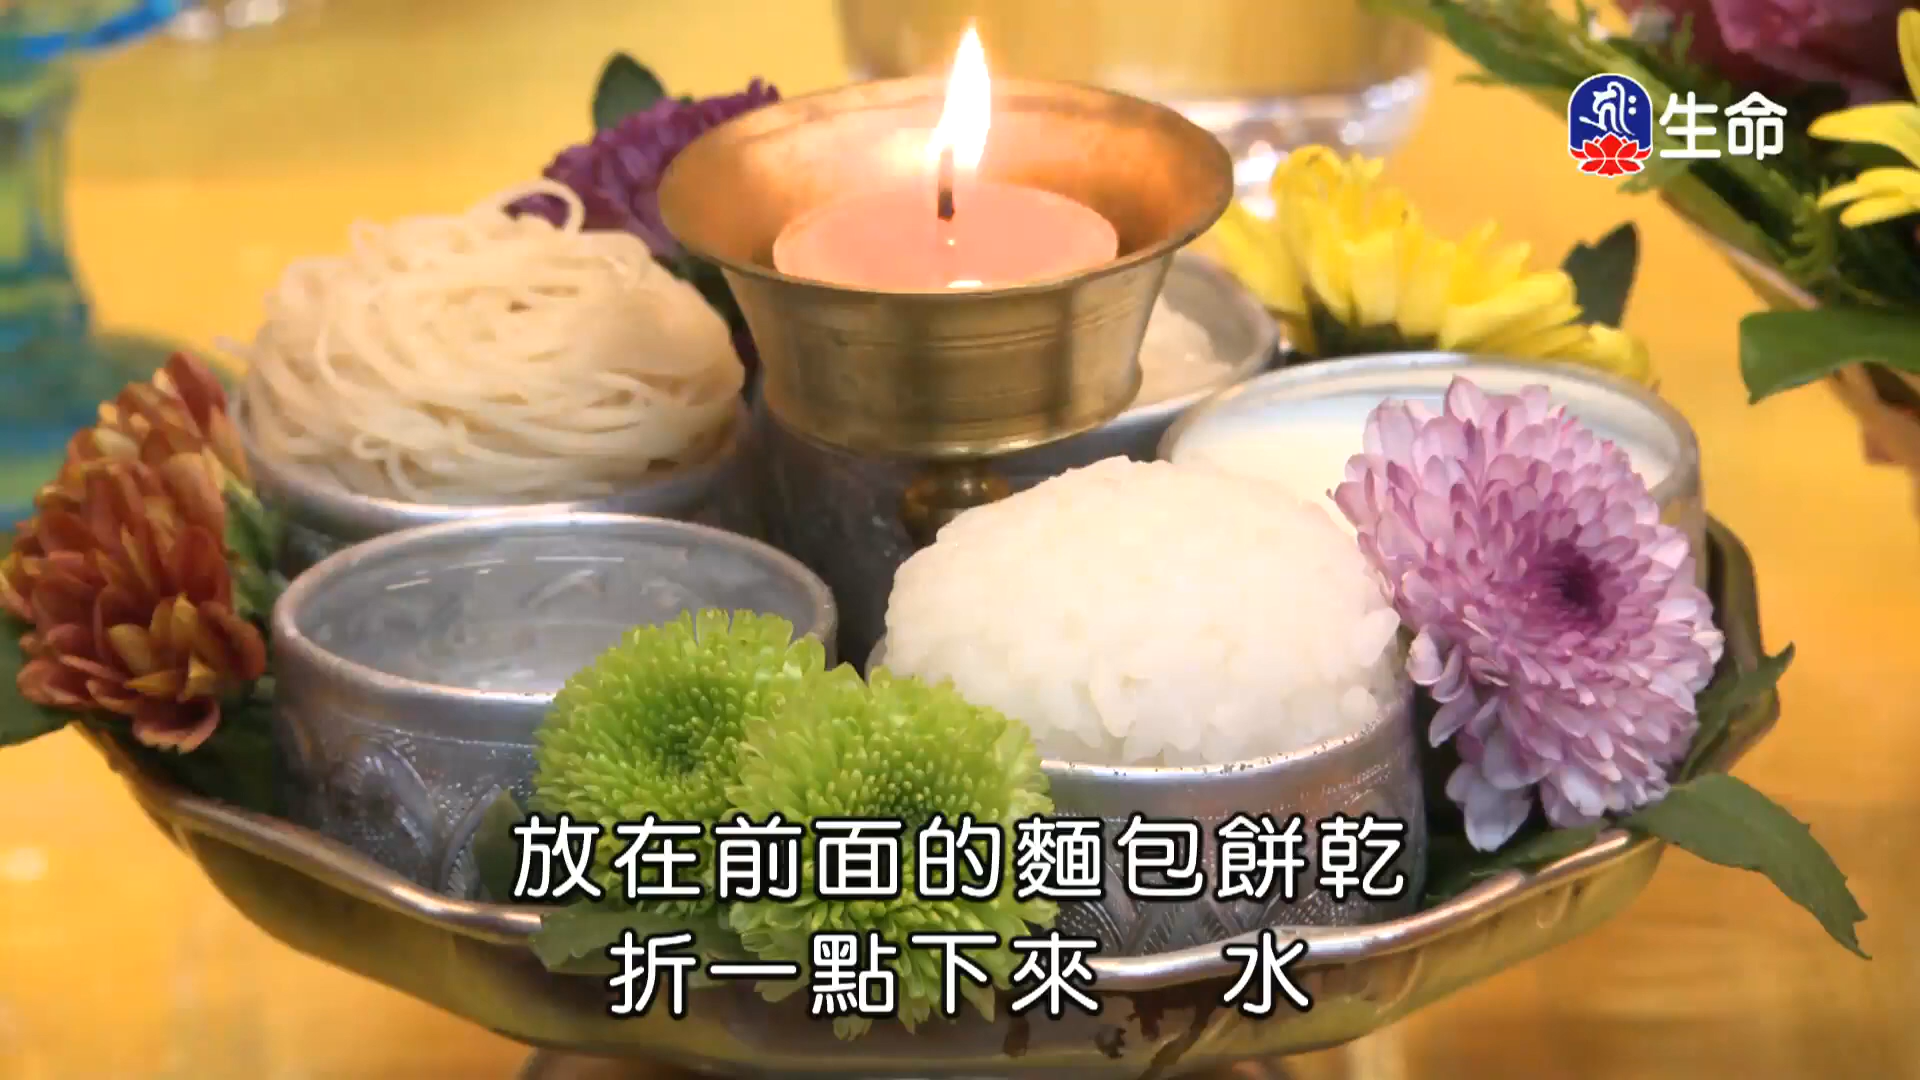 生命
放在前面的麵包餅乾
折一點下來 水